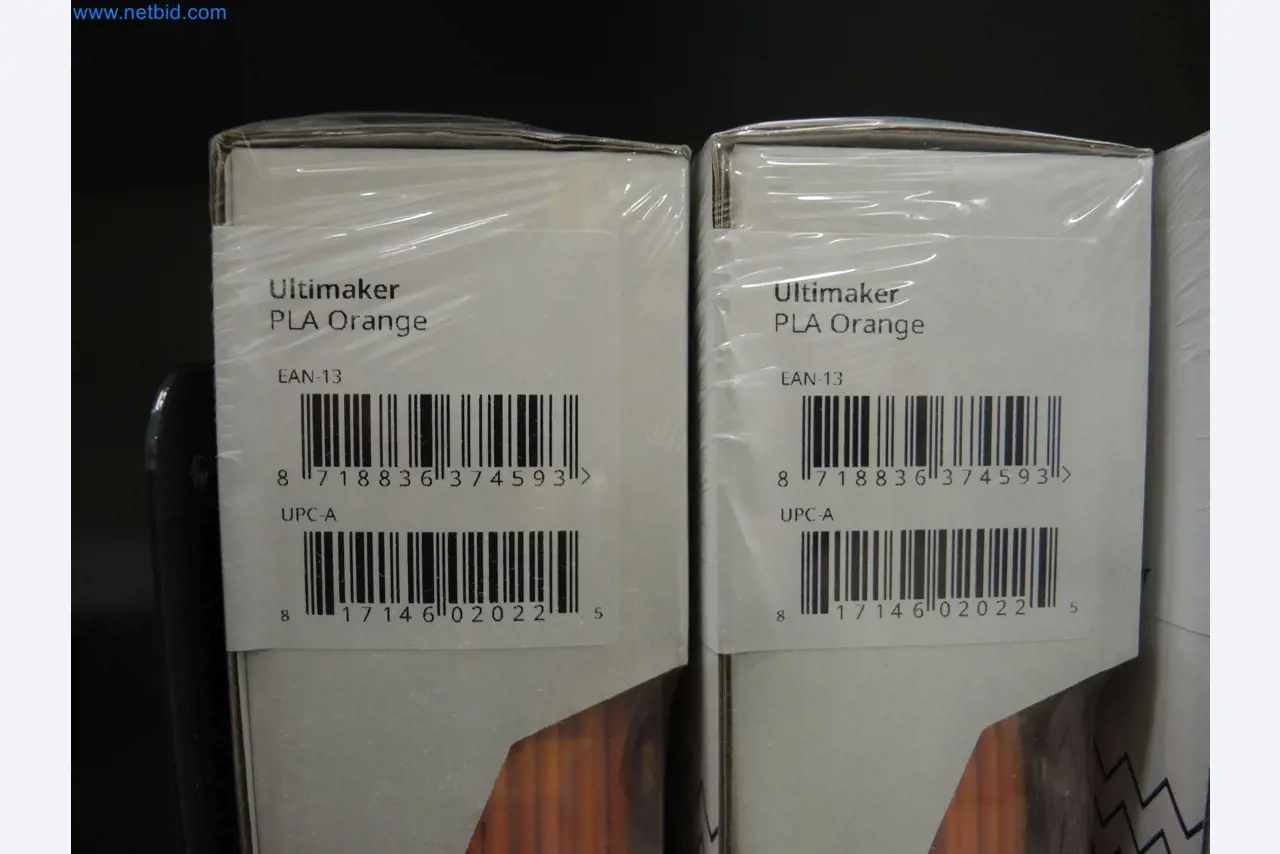 www.netbid.com
Ultimaker
PLA Orange
EAN-13
8 718836 374593 >
UPC-A
8 17146 02022 5
Ultimaker
PLA Orange
EAN-13
8 718836 374593 >
UPC-A
8 17146 02022 5